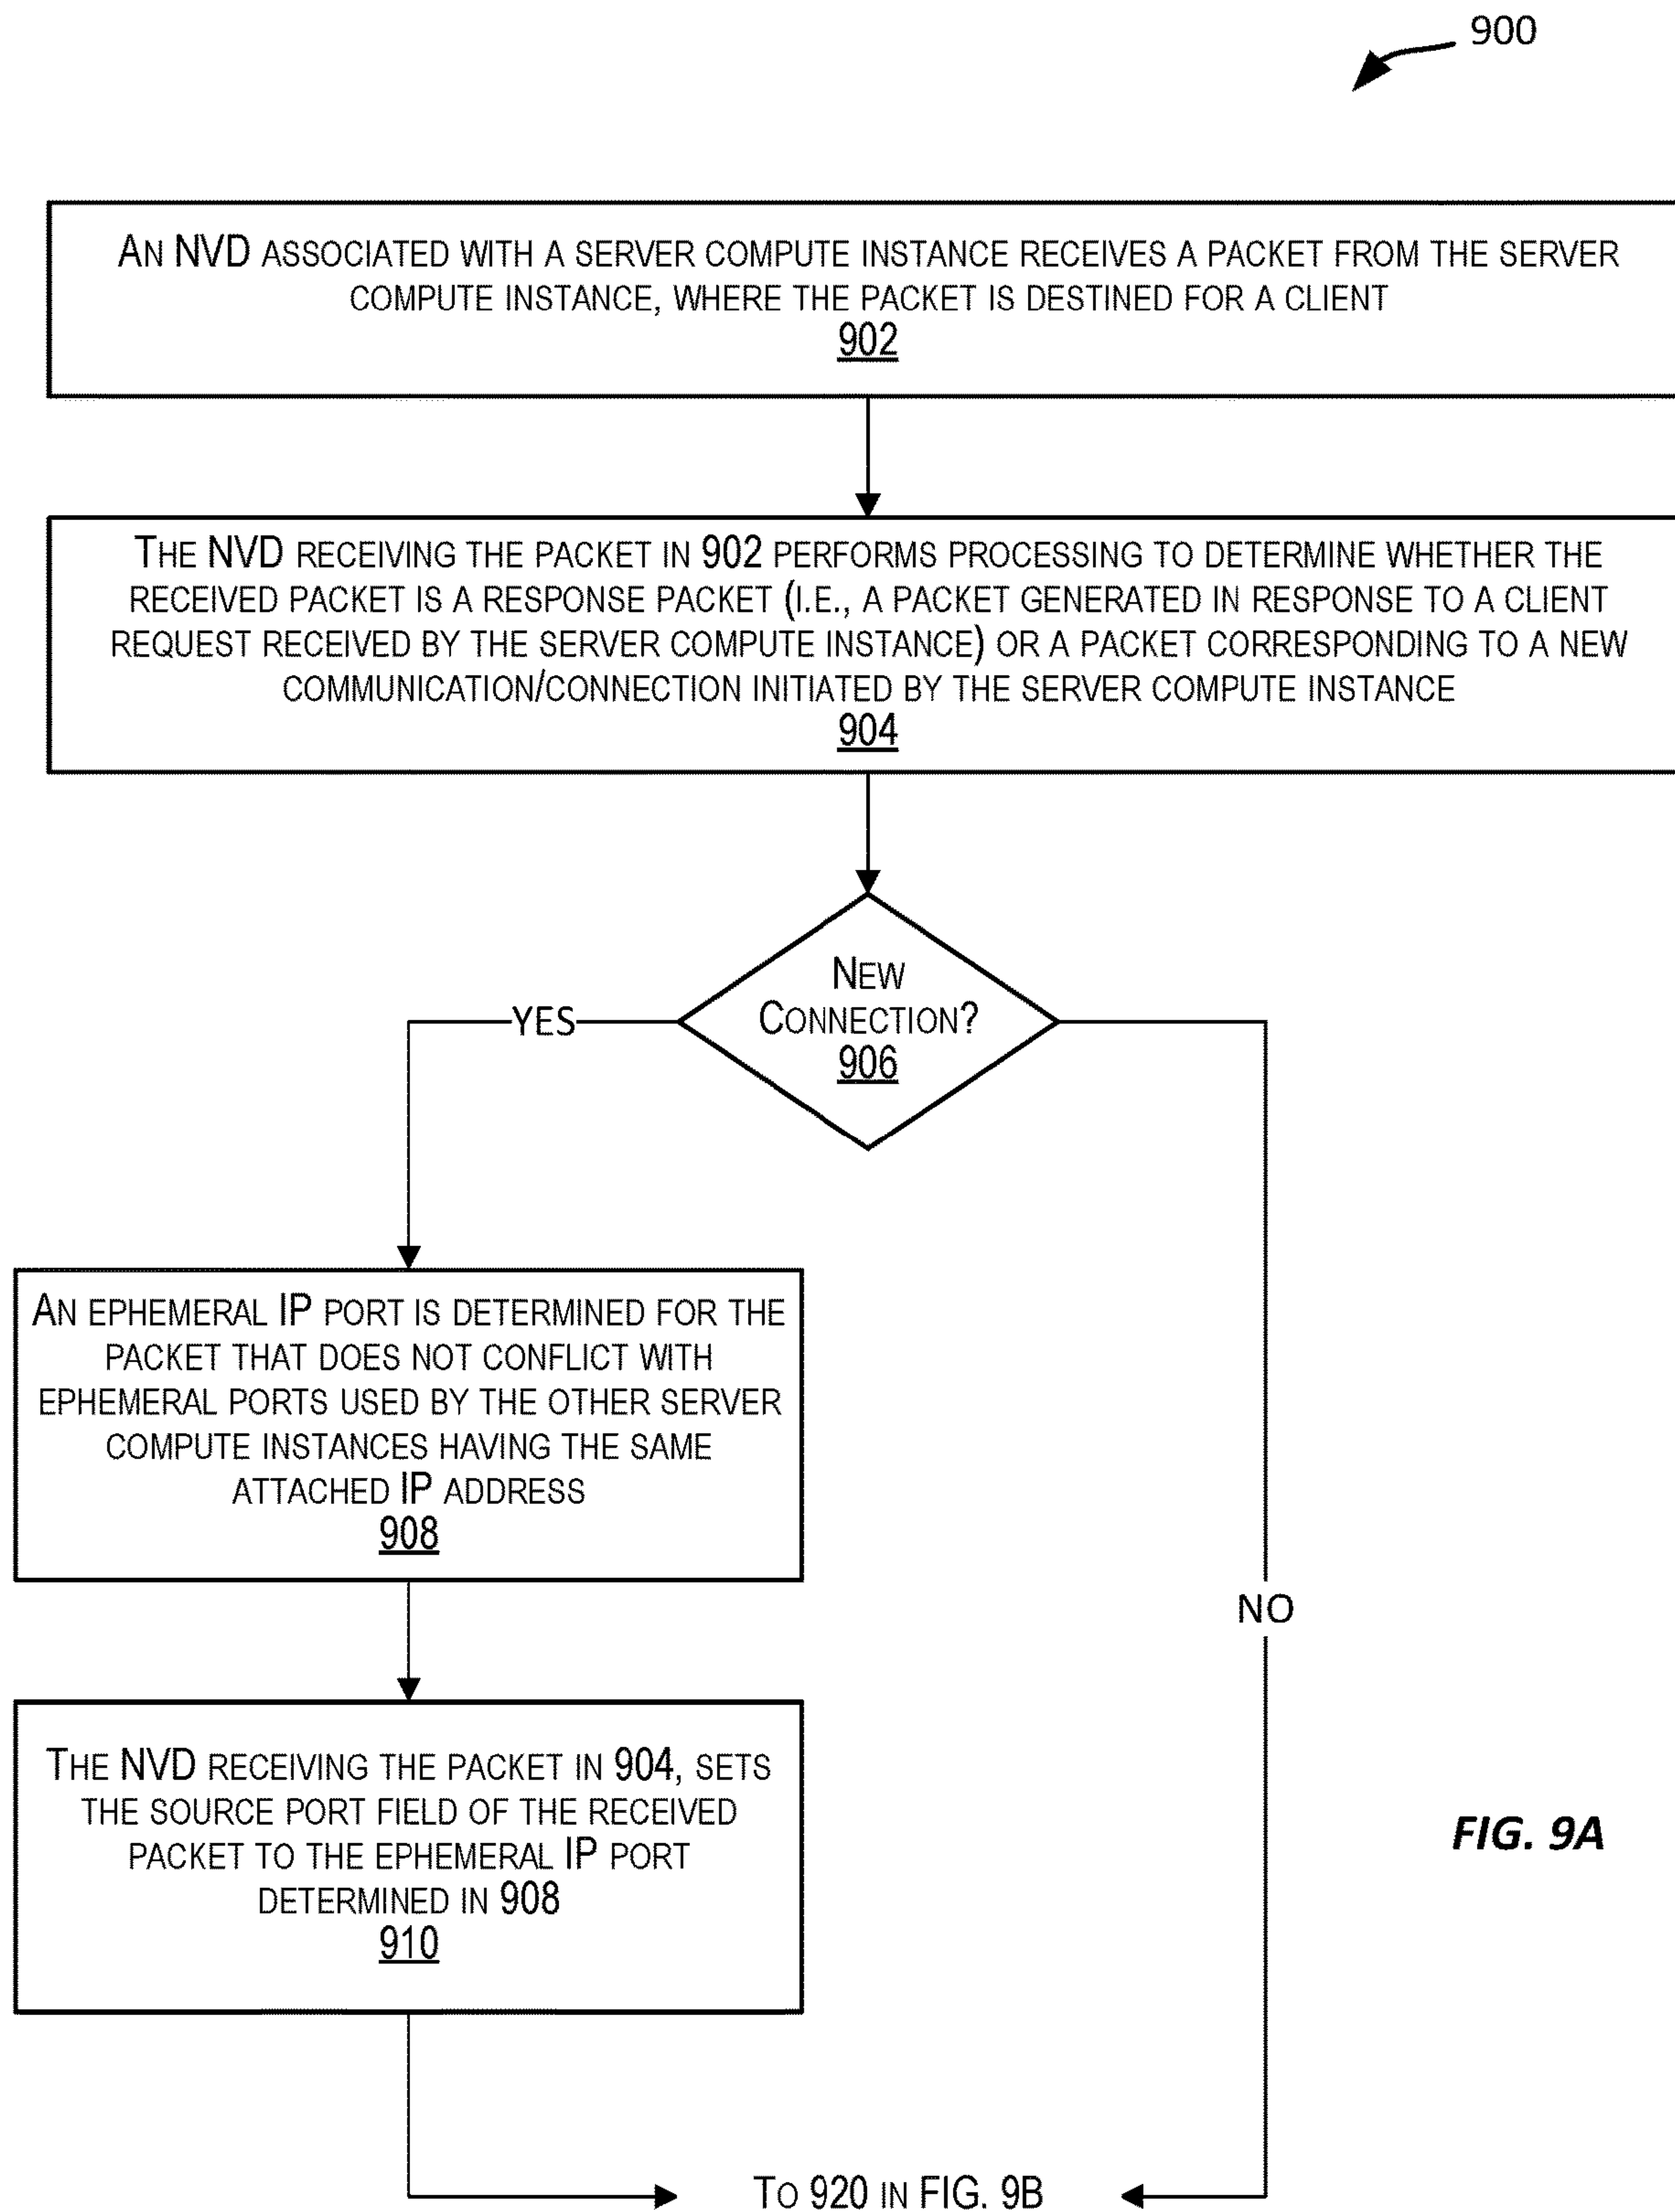 900
AN NVD ASSOCIATED WITH A SERVER COMPUTE INSTANCE RECEIVES A PACKET FROM THE SERVER
COMPUTE INSTANCE, WHERE THE PACKET IS DESTINED FOR A CLIENT
902
THE NVD RECEIVING THE PACKET IN 902 PERFORMS PROCESSING TO DETERMINE WHETHER THE
RECEIVED PACKET IS A RESPONSE PACKET (I.E., A PACKET GENERATED IN RESPONSE TO A CLIENT
REQUEST RECEIVED BY THE SERVER COMPUTE INSTANCE) OR A PACKET CORRESPONDING TO A NEW
COMMUNICATION/CONNECTION INITIATED BY THE SERVER COMPUTE INSTANCE
904
NEW
CONNECTION?
906
YES
AN EPHEMERAL IP PORT IS DETERMINED FOR THE
PACKET THAT DOES NOT CONFLICT WITH
EPHEMERAL PORTS USED BY THE OTHER SERVER
COMPUTE INSTANCES HAVING THE SAME
ATTACHED IP ADDRESS
908
NO
THE NVD RECEIVING THE PACKET IN 904, SETS
THE SOURCE PORT FIELD OF THE RECEIVED
PACKET TO THE EPHEMERAL IP PORT
DETERMINED IN 908
910
FIG. 9A
TO 920 IN FIG. 9B